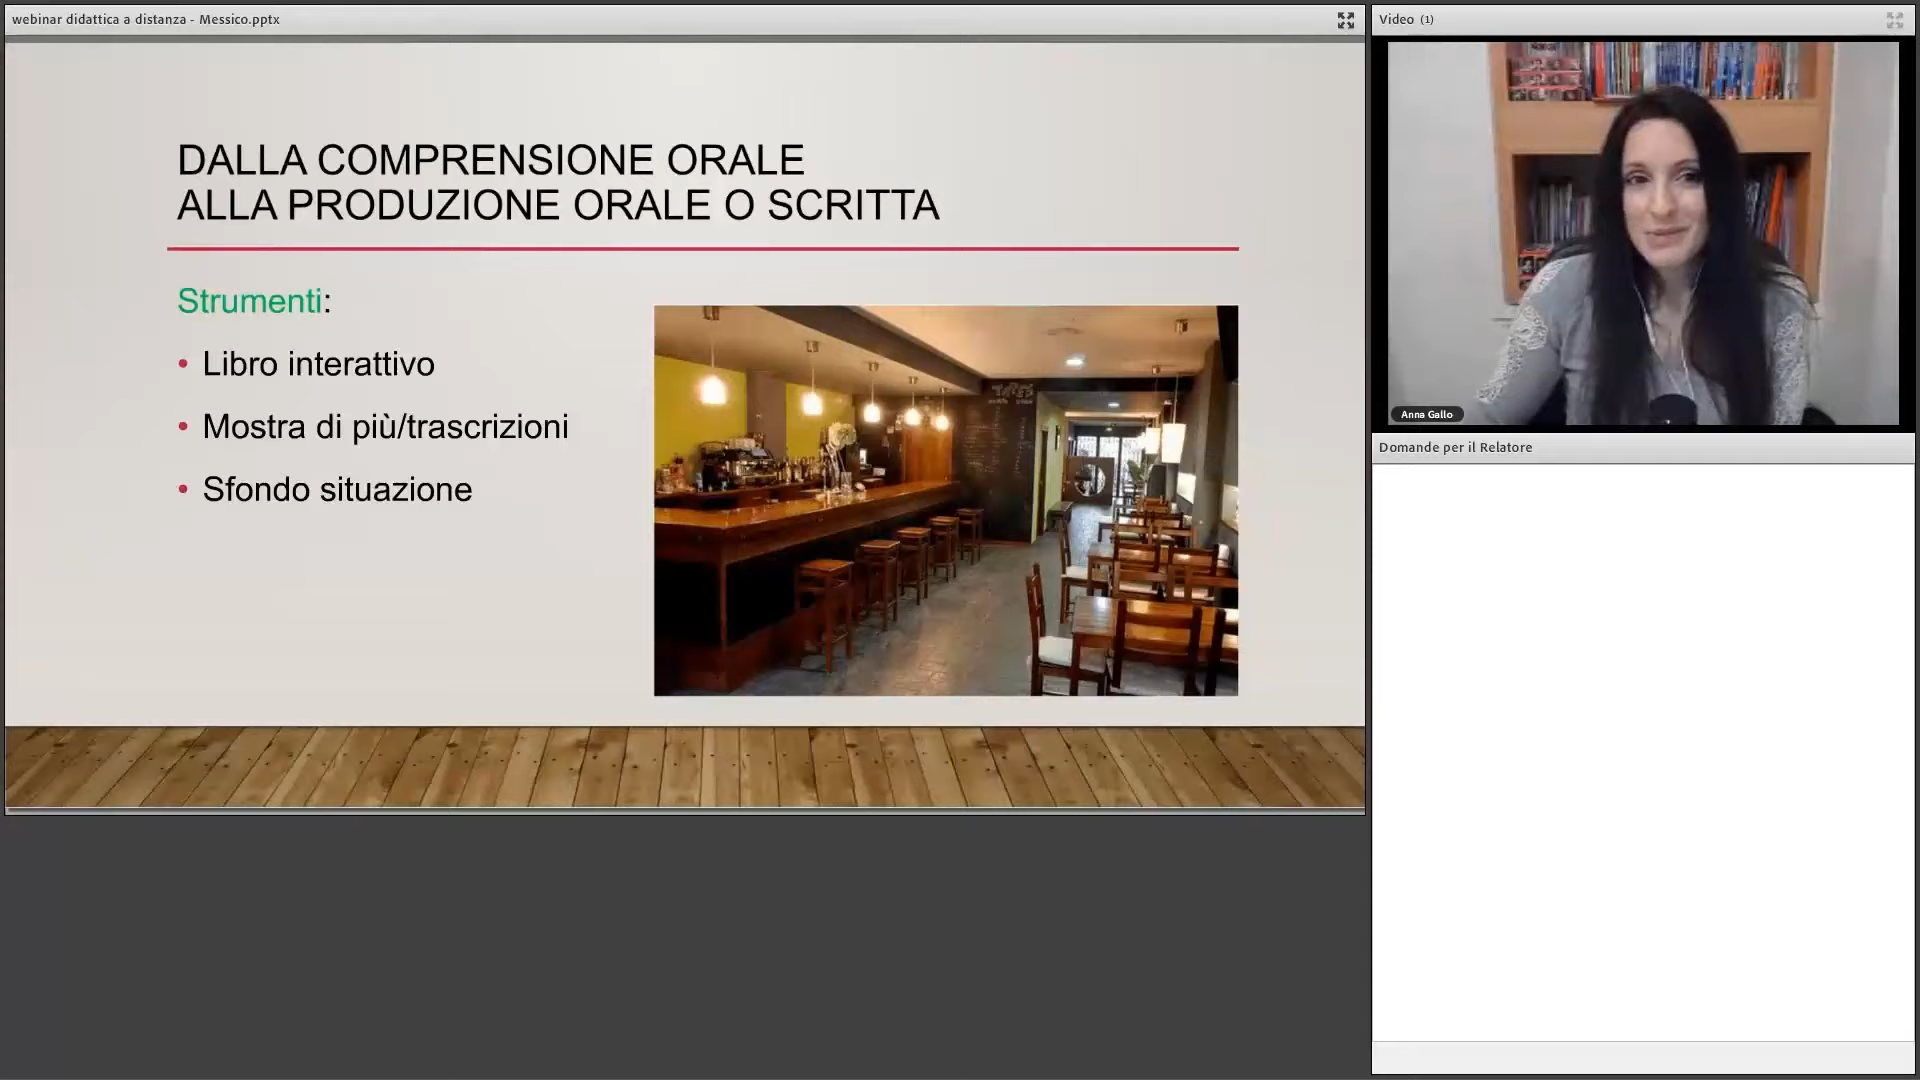 webinar didattica a distanza - Messico.pptx
DALLA COMPRENSIONE ORALE
ALLA PRODUZIONE ORALE O SCRITTA
Strumenti:
• Libro interattivo
• Mostra di più/trascrizioni
• Sfondo situazione
Video (1)
Anna Gallo
Domande per il Relatore